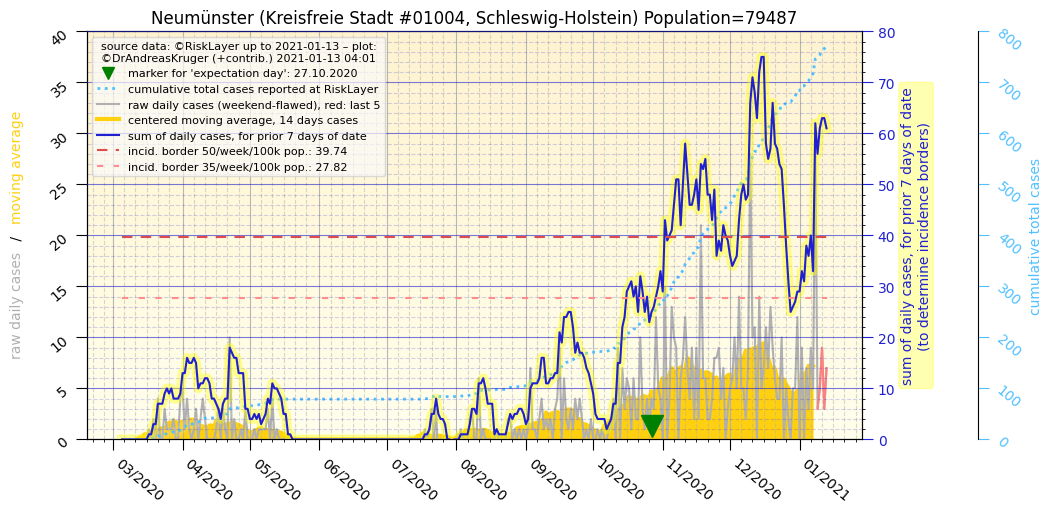 Neumünster (Kreisfreie Stadt #01004, Schleswig-Holstein) Population=79487
source data: ©RiskLayer up to 2021-01-13 – plot:
©DrAndreasKruger (+contrib.) 2021-01-13 04:01
marker for 'expectation day': 27.10.2020
cumulative total cases reported at RiskLayer
raw daily cases (weekend-flawed), red: last 5
centered moving average, 14 days cases
sum of daily cases, for prior 7 days of date
incid. border 50/week/100k pop.: 39.74
incid. border 35/week/100k pop.: 27.82
raw daily cases / moving average
40
35
30
25
20
15
10
5
0
80
70
60
50
40
30
20
10
0
sum of daily cases, for prior 7 days of date
(to determine incidence borders)
800
700
600
500
400
300
200
100
0
cumulative total cases
03/2020
04/2020
05/2020
06/2020
07/2020
08/2020
09/2020
10/2020
11/2020
12/2020
01/2021